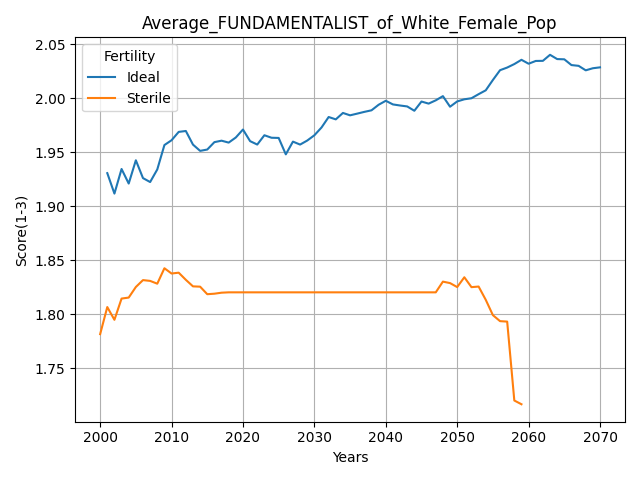 Average_FUNDAMENTALIST_of_White_Female_Pop
Fertility
Ideal
Sterile
Score(1-3)
2.05
2.00
1.95
1.90
1.85
1.80
1.75
2000 2010 2020 2030 2040 2050 2060 2070
Years